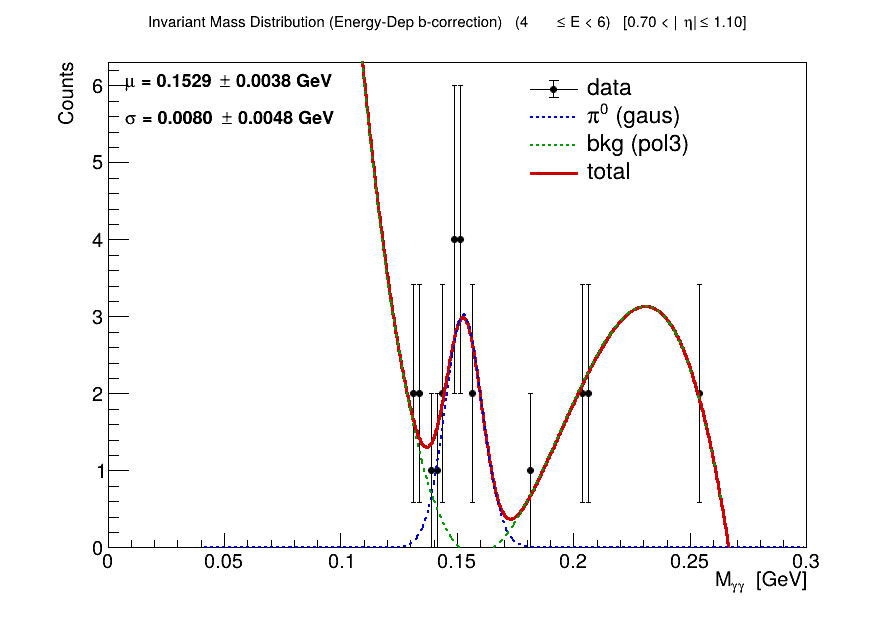 Invariant Mass Distribution (Energy-Dep b-correction) (4 ≤ E < 6) [0.70 < | η| ≤ 1.10]
μ = 0.1529 ± 0.0038 GeV
σ = 0.0080 ± 0.0048 GeV
data
π⁰ (gaus)
bkg (pol3)
total
Counts
6
5
4
3
2
1
0
0 0.05 0.1 0.15 0.2 0.25 0.3
Mγγ [GeV]